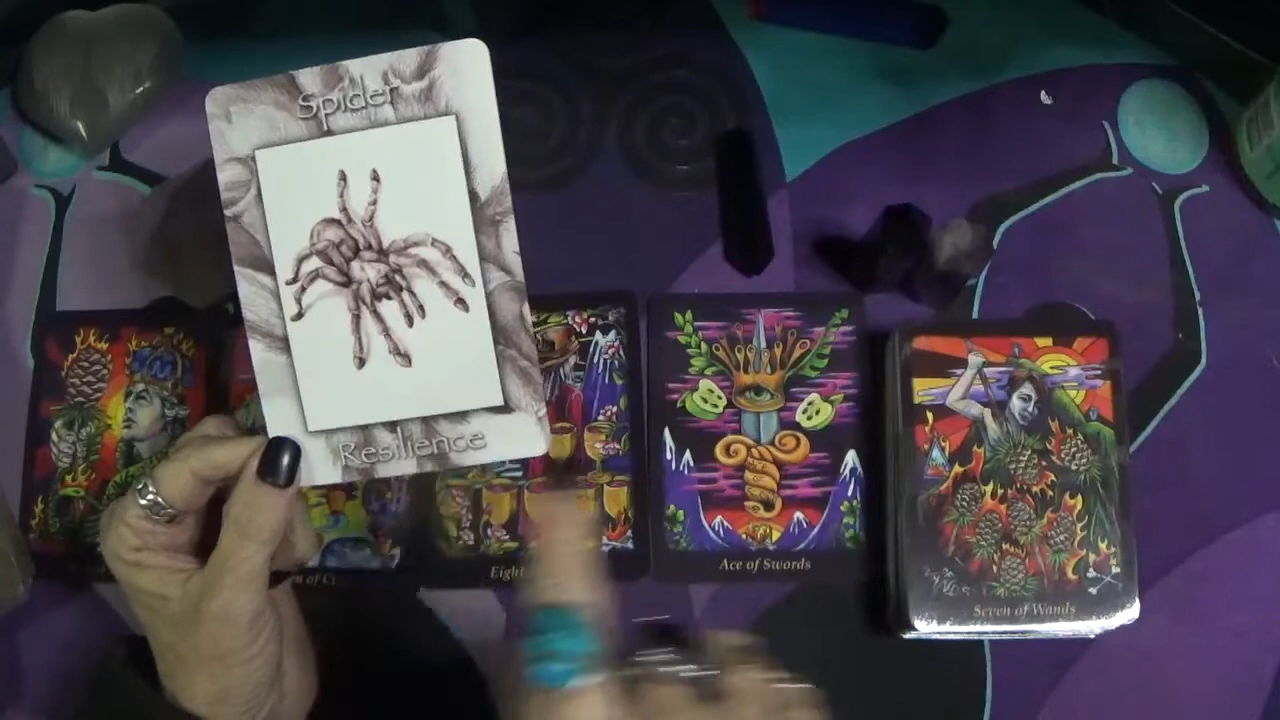 Spider
Resilience
Eight
Ace of Swords
Seven of Wands